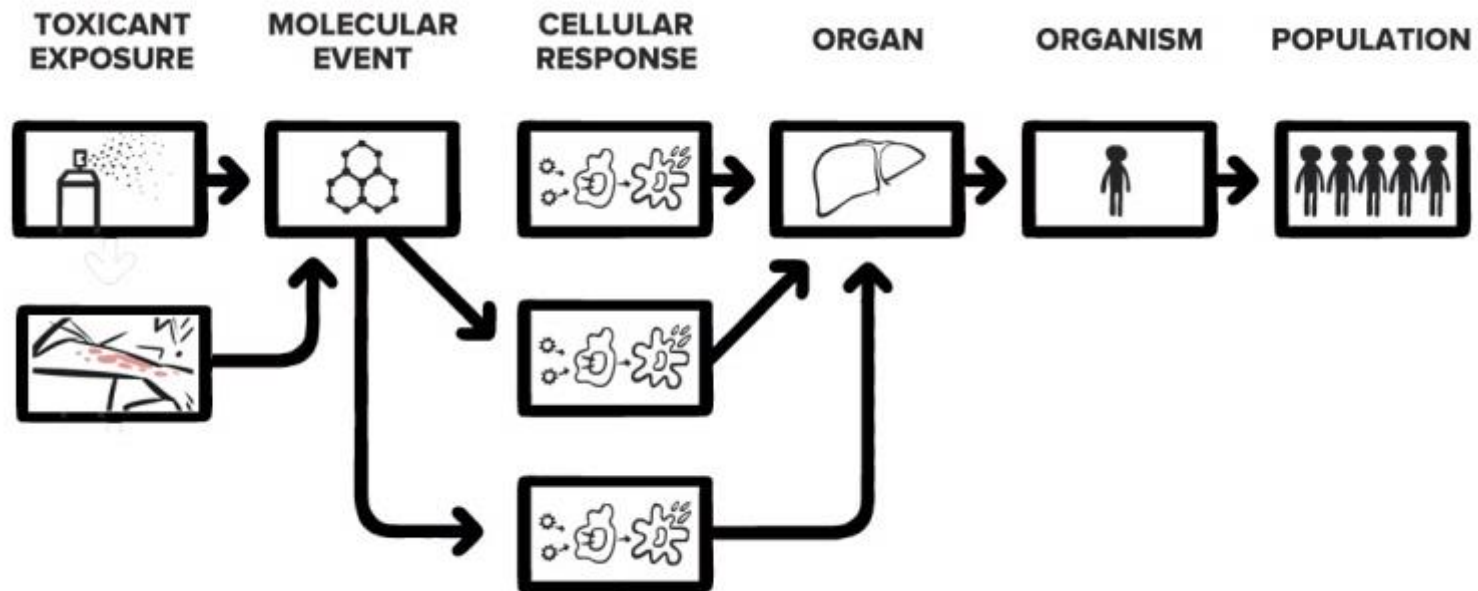 TOXICANT
EXPOSURE
MOLECULAR
EVENT
CELLULAR
RESPONSE
ORGAN
ORGANISM
POPULATION